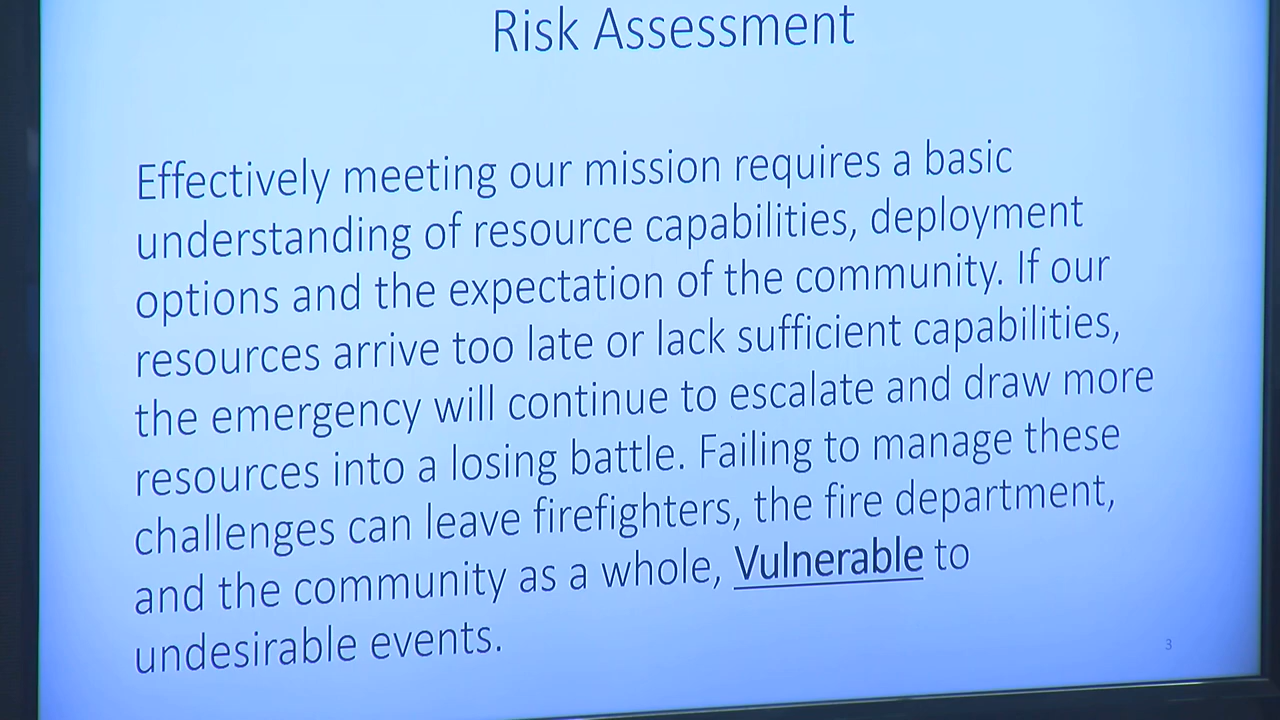 Risk Assessment
Effectively meeting our mission requires a basic
understanding of resource capabilities, deployment
options and the expectation of the community. If our
resources arrive too late or lack sufficient capabilities,
the emergency will continue to escalate and draw more
resources into a losing battle. Failing to manage these
challenges can leave firefighters, the fire department,
and the community as a whole, Vulnerable to
undesirable events.
3